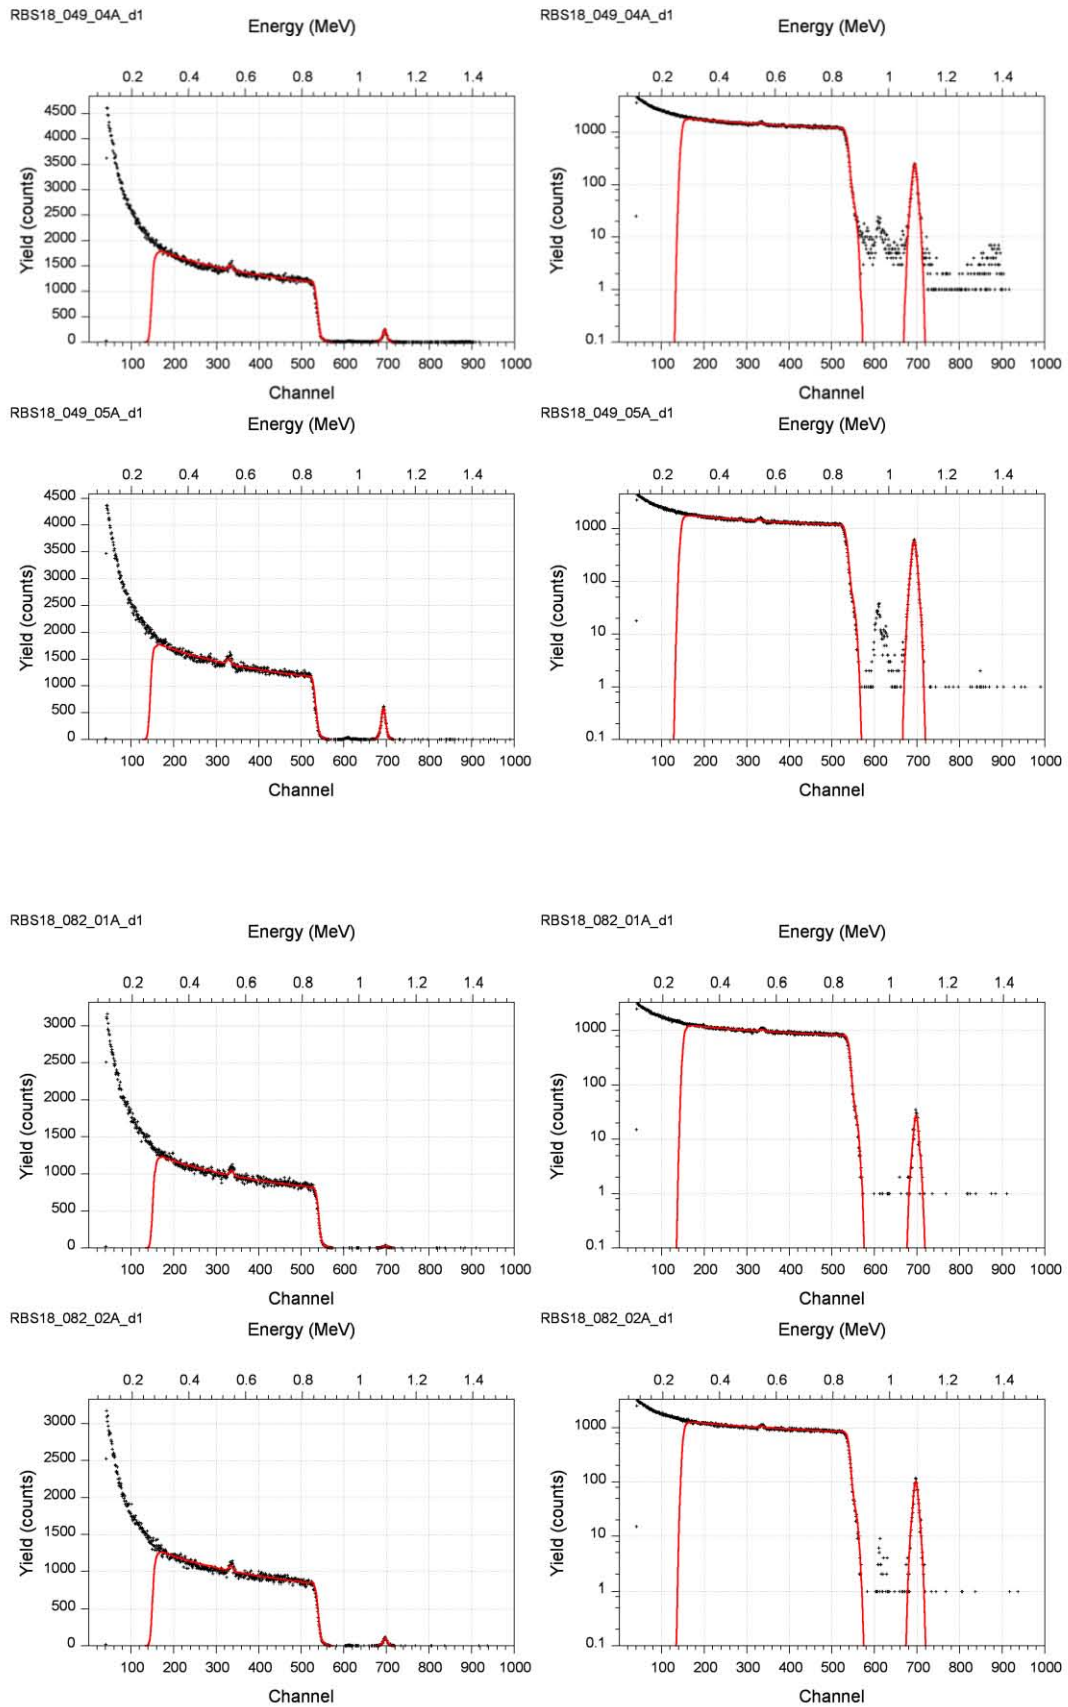 RBS18_049_04A_d1
Energy (MeV)
0.2 0.4 0.6 0.8 1 1.2 1.4
Yield (counts)
4500
4000
3500
3000
2500
2000
1500
1000
500
0
100 200 300 400 500 600 700 800 900 1000
Channel
RBS18_049_04A_d1
Energy (MeV)
0.2 0.4 0.6 0.8 1 1.2 1.4
Yield (counts)
1000
100
10
1
0.1
100 200 300 400 500 600 700 800 900 1000
Channel
RBS18_049_05A_d1
Energy (MeV)
0.2 0.4 0.6 0.8 1 1.2 1.4
Yield (counts)
4500
4000
3500
3000
2500
2000
1500
1000
500
0
100 200 300 400 500 600 700 800 900 1000
Channel
RBS18_049_05A_d1
Energy (MeV)
0.2 0.4 0.6 0.8 1 1.2 1.4
Yield (counts)
1000
100
10
1
0.1
100 200 300 400 500 600 700 800 900 1000
Channel
RBS18_082_01A_d1
Energy (MeV)
0.2 0.4 0.6 0.8 1 1.2 1.4
Yield (counts)
3000
2500
2000
1500
1000
500
0
100 200 300 400 500 600 700 800 900 1000
Channel
RBS18_082_01A_d1
Energy (MeV)
0.2 0.4 0.6 0.8 1 1.2 1.4
Yield (counts)
1000
100
10
1
0.1
100 200 300 400 500 600 700 800 900 1000
Channel
RBS18_082_02A_d1
Energy (MeV)
0.2 0.4 0.6 0.8 1 1.2 1.4
Yield (counts)
3000
2500
2000
1500
1000
500
0
100 200 300 400 500 600 700 800 900 1000
Channel
RBS18_082_02A_d1
Energy (MeV)
0.2 0.4 0.6 0.8 1 1.2 1.4
Yield (counts)
1000
100
10
1
0.1
100 200 300 400 500 600 700 800 900 1000
Channel